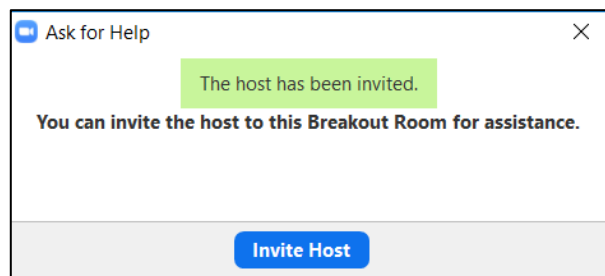 Ask for Help
The host has been invited.
You can invite the host to this Breakout Room for assistance.
Invite Host